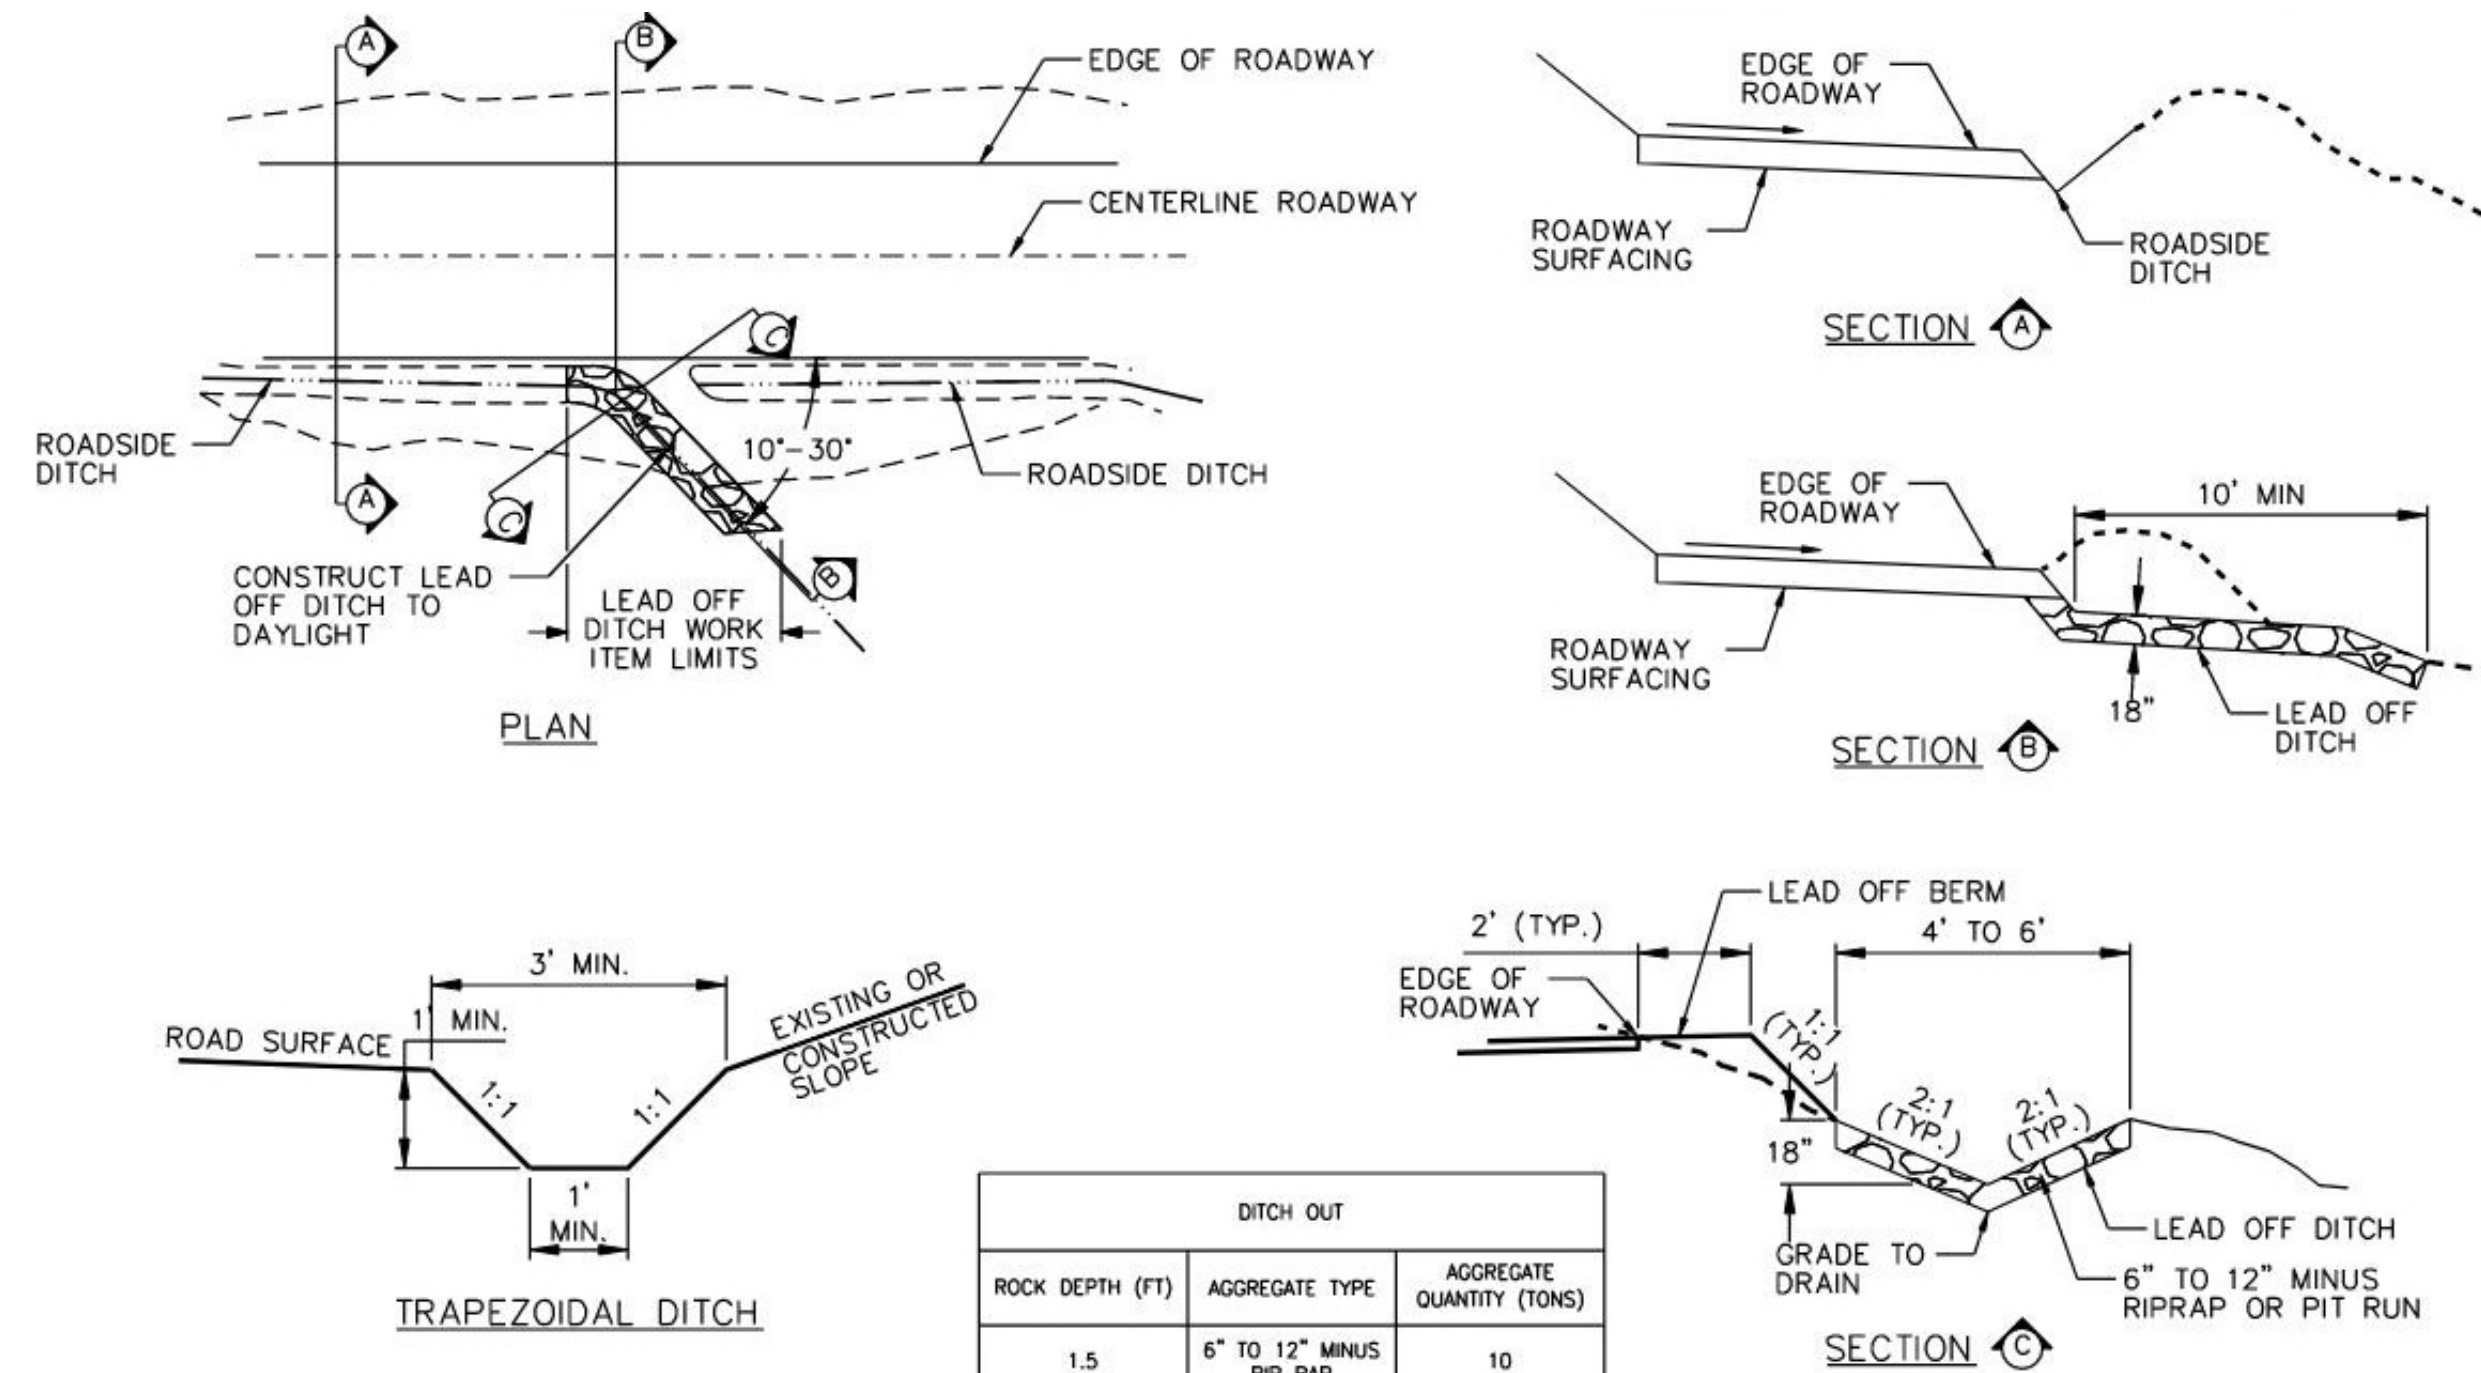 A
B
EDGE OF ROADWAY
CENTERLINE ROADWAY
C
10°-30°
ROADSIDE
DITCH
ROADSIDE DITCH
A
C
B
CONSTRUCT LEAD
OFF DITCH TO
DAYLIGHT
LEAD OFF
DITCH WORK
ITEM LIMITS
PLAN
EDGE OF
ROADWAY
ROADWAY
SURFACING
ROADSIDE
DITCH
SECTION A
EDGE OF
ROADWAY
10' MIN
ROADWAY
SURFACING
18"
LEAD OFF
DITCH
SECTION B
3' MIN.
1' MIN.
ROAD SURFACE
EXISTING OR
CONSTRUCTED
SLOPE
1:1
1:1
1'
MIN.
TRAPEZOIDAL DITCH
DITCH OUT
ROCK DEPTH (FT)
AGGREGATE TYPE
AGGREGATE
QUANTITY (TONS)
1.5
6" TO 12" MINUS
RIP RAP
10
LEAD OFF BERM
2' (TYP.)
4' TO 6'
EDGE OF
ROADWAY
1:1
(TYP.)
2:1
(TYP.)
2:1
(TYP.)
18"
GRADE TO
DRAIN
LEAD OFF DITCH
6" TO 12" MINUS
RIPRAP OR PIT RUN
SECTION C